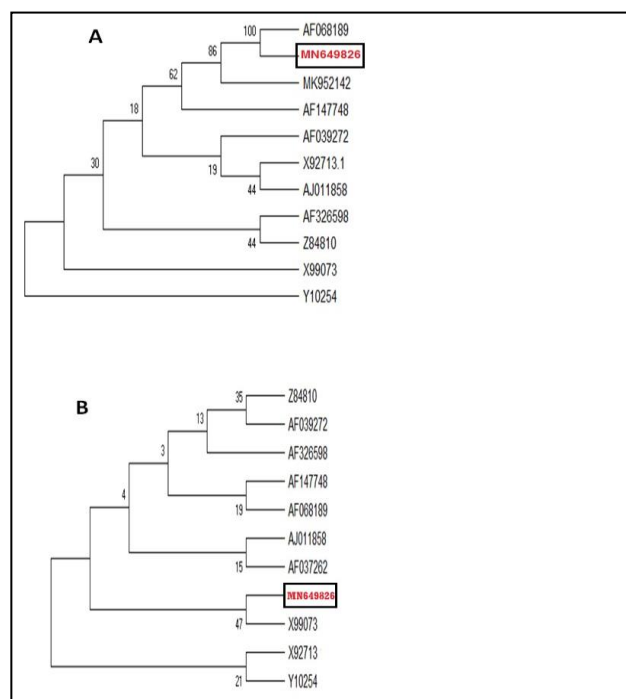 A
100
AF068189
MN649826
86
MK952142
62
AF147748
18
AF039272
19
X92713.1
44
AJ011858
30
AF326598
44
Z84810
X99073
Y10254
B
35
Z84810
13
AF039272
3
AF326598
4
AF147748
19
AF068189
AJ011858
15
AF037262
MN649826
47
X99073
X92713
21
Y10254